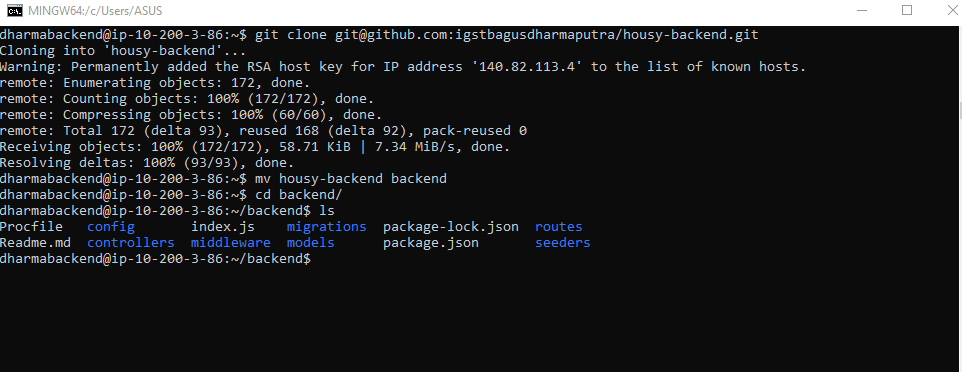 MINGW64:/c/Users/ASUS
dharmabackend@ip-10-200-3-86:~$ git clone git@github.com:igstbagusdharmaputra/housy-backend.git
Cloning into 'housy-backend'...
Warning: Permanently added the RSA host key for IP address '140.82.113.4' to the list of known hosts.
remote: Enumerating objects: 172, done.
remote: Counting objects: 100% (172/172), done.
remote: Compressing objects: 100% (60/60), done.
remote: Total 172 (delta 93), reused 168 (delta 92), pack-reused 0
Receiving objects: 100% (172/172), 58.71 KiB | 7.34 MiB/s, done.
Resolving deltas: 100% (93/93), done.
dharmabackend@ip-10-200-3-86:~$ mv housy-backend backend
dharmabackend@ip-10-200-3-86:~$ cd backend/
dharmabackend@ip-10-200-3-86:~/backend$ ls
Procfile   config       index.js    migrations  package-lock.json  routes
Readme.md  controllers  middleware  models      package.json       seeders
dharmabackend@ip-10-200-3-86:~/backend$